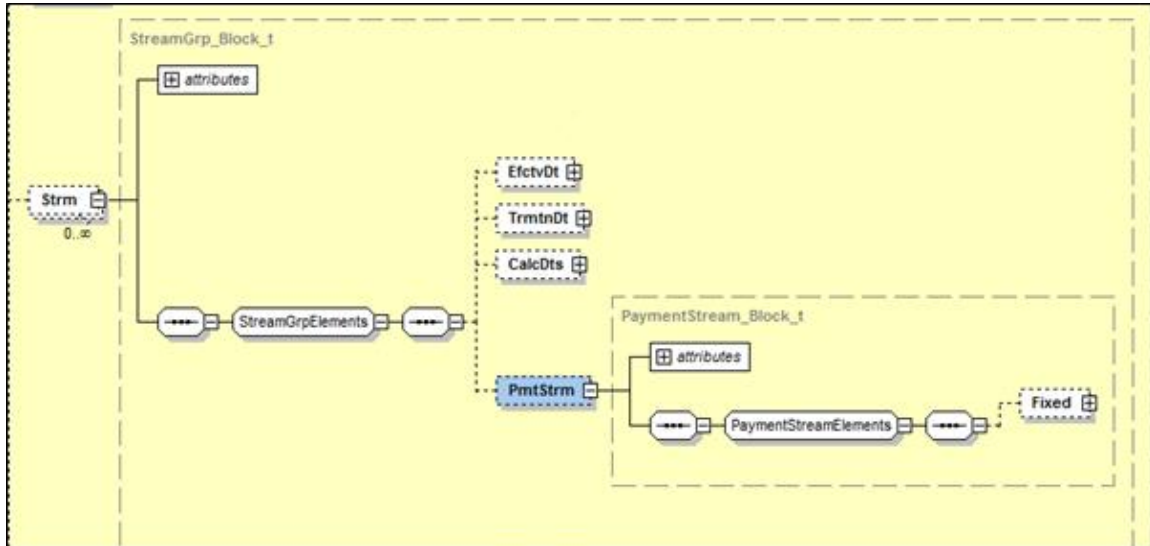 StreamGrp_Block_t
attributes
Strm
0..∞
EfctvDt
TrmtnDt
CalcDts
StreamGrpElements
PaymentStream_Block_t
attributes
PmtStrm
Fixed
PaymentStreamElements